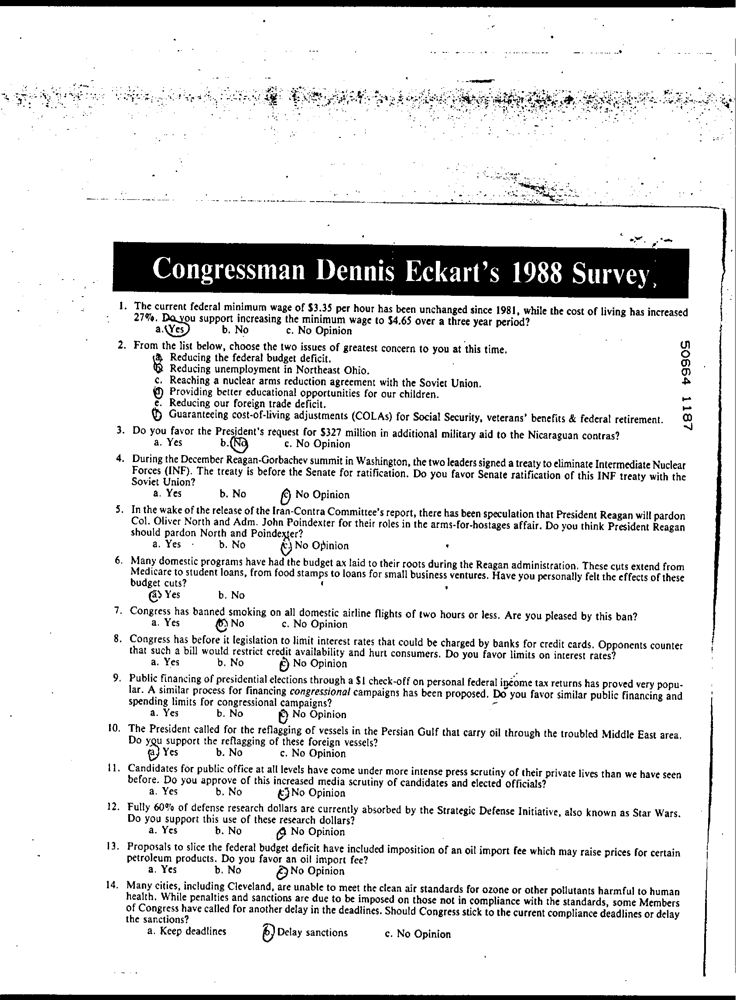 Congressman Dennis Eckart's 1988 Survey
1. The current federal minimum wage of $3.35 per hour has been unchanged since 1981, while the cost of living has increased
27%. Do you support increasing the minimum wage to $4.65 over a three year period?
a. Yes b. No c. No Opinion
2. From the list below, choose the two issues of greatest concern to you at this time.
a. Reducing the federal budget deficit.
b. Reducing unemployment in Northeast Ohio.
c. Reaching a nuclear arms reduction agreement with the Soviet Union.
d. Providing better educational opportunities for our children.
e. Reducing our foreign trade deficit.
f. Guaranteeing cost-of-living adjustments (COLAs) for Social Security, veterans' benefits & federal retirement.
50664 1187
3. Do you favor the President's request for $327 million in additional military aid to the Nicaraguan contras?
a. Yes b. No c. No Opinion
4. During the December Reagan-Gorbachev summit in Washington, the two leaders signed a treaty to eliminate Intermediate Nuclear
Forces (INF). The treaty is before the Senate for ratification. Do you favor Senate ratification of this INF treaty with the
Soviet Union?
a. Yes b. No c. No Opinion
5. In the wake of the release of the Iran-Contra Committee's report, there has been speculation that President Reagan will pardon
Col. Oliver North and Adm. John Poindexter for their roles in the arms-for-hostages affair. Do you think President Reagan
should pardon North and Poindexter?
a. Yes b. No c. No Opinion
6. Many domestic programs have had the budget ax laid to their roots during the Reagan administration. These cuts extend from
Medicare to student loans, from food stamps to loans for small business ventures. Have you personally felt the effects of these
budget cuts?
a. Yes b. No
7. Congress has banned smoking on all domestic airline flights of two hours or less. Are you pleased by this ban?
a. Yes b. No c. No Opinion
8. Congress has before it legislation to limit interest rates that could be charged by banks for credit cards. Opponents counter
that such a bill would restrict credit availability and hurt consumers. Do you favor limits on interest rates?
a. Yes b. No c. No Opinion
9. Public financing of presidential elections through a $1 check-off on personal federal income tax returns has proved very popu-
lar. A similar process for financing congressional campaigns has been proposed. Do you favor similar public financing and
spending limits for congressional campaigns?
a. Yes b. No c. No Opinion
10. The President called for the reflagging of vessels in the Persian Gulf that carry oil through the troubled Middle East area.
Do you support the reflagging of these foreign vessels?
a. Yes b. No c. No Opinion
11. Candidates for public office at all levels have come under more intense press scrutiny of their private lives than we have seen
before. Do you approve of this increased media scrutiny of candidates and elected officials?
a. Yes b. No c. No Opinion
12. Fully 60% of defense research dollars are currently absorbed by the Strategic Defense Initiative, also known as Star Wars.
Do you support this use of these research dollars?
a. Yes b. No c. No Opinion
13. Proposals to slice the federal budget deficit have included imposition of an oil import fee which may raise prices for certain
petroleum products. Do you favor an oil import fee?
a. Yes b. No c. No Opinion
14. Many cities, including Cleveland, are unable to meet the clean air standards for ozone or other pollutants harmful to human
health. While penalties and sanctions are due to be imposed on those not in compliance with the standards, some Members
of Congress have called for another delay in the deadlines. Should Congress stick to the current compliance deadlines or delay
the sanctions?
a. Keep deadlines b. Delay sanctions c. No Opinion